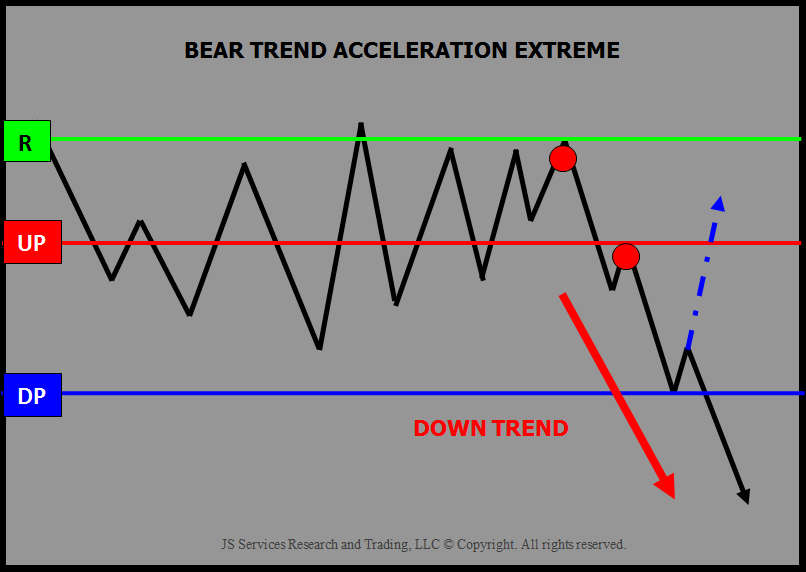 BEAR TREND ACCELERATION EXTREME
R
UP
DP
DOWN TREND
JS Services Research and Trading, LLC © Copyright. All rights reserved.